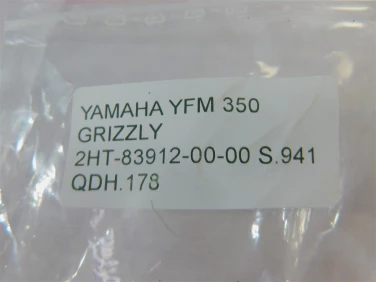 YAMAHA YFM 350
GRIZZLY
2HT-83912-00-00 S.941
QDH.178